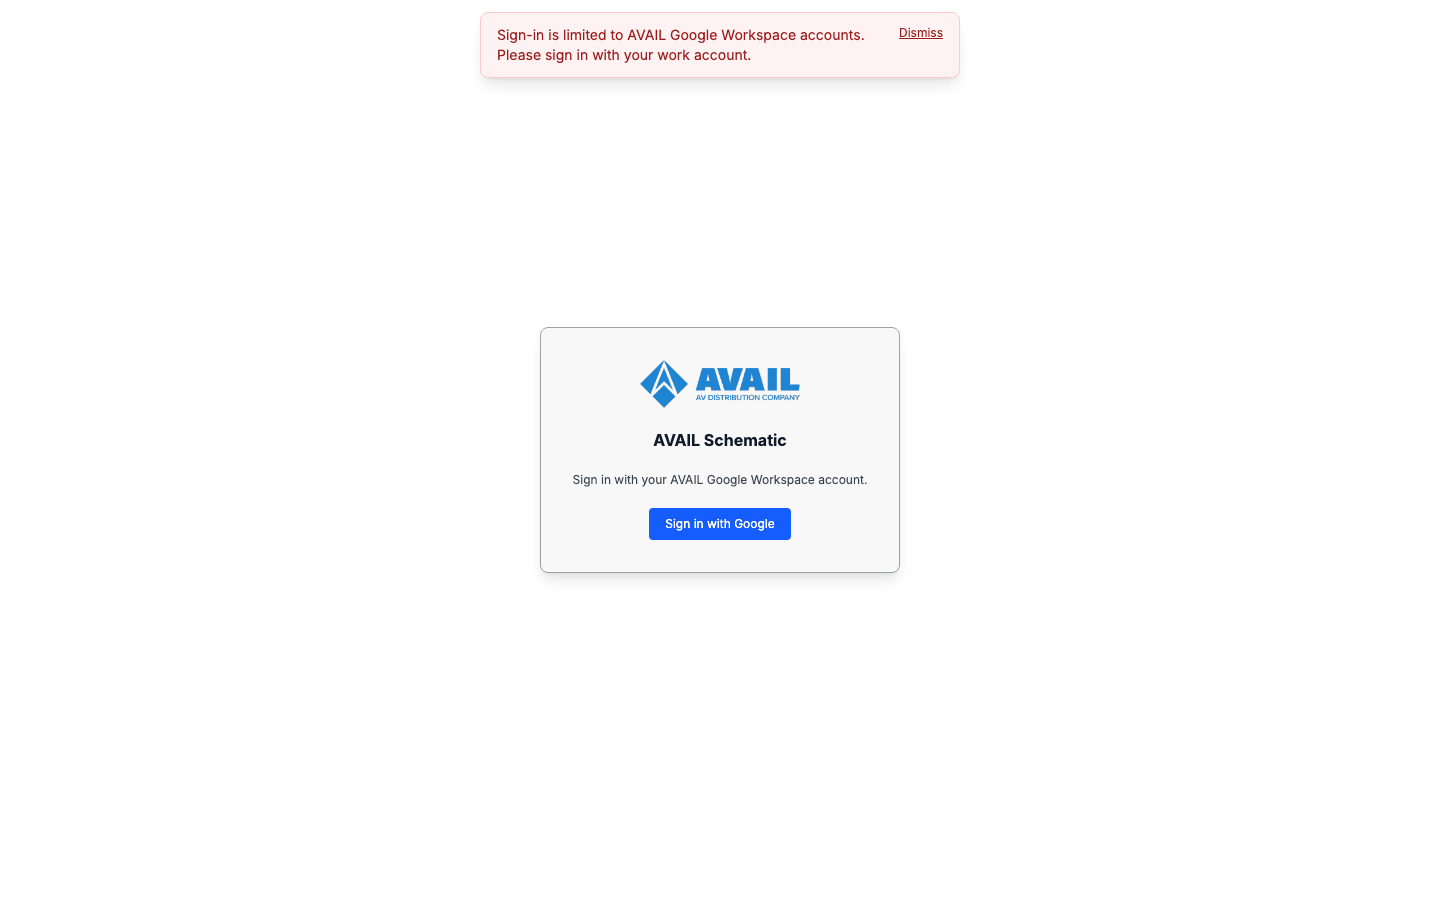 Sign-in is limited to AVAIL Google Workspace accounts.
Please sign in with your work account.
Dismiss
AVAIL
AV DISTRIBUTION COMPANY
AVAIL Schematic
Sign in with your AVAIL Google Workspace account.
Sign in with Google